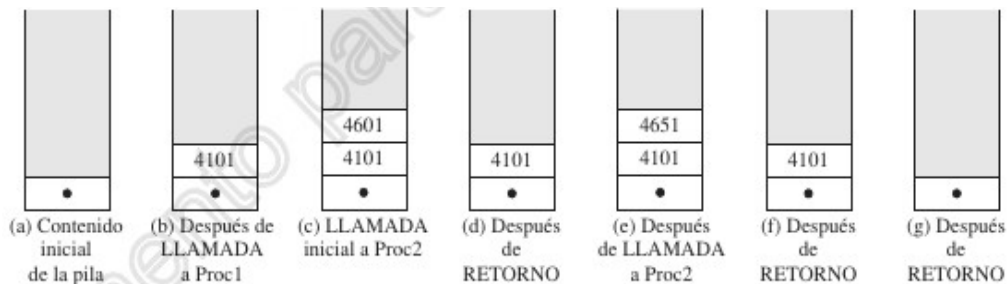 4601
4651
4101
4101
4101
4101
4101
(a) Contenido
inicial
de la pila
(b) Después de
LLAMADA
a Proc1
(c) LLAMADA
inicial a Proc2
(d) Después
de
RETORNO
(e) Después
de LLAMADA
a Proc2
(f) Después
de
RETORNO
(g) Después
de
RETORNO